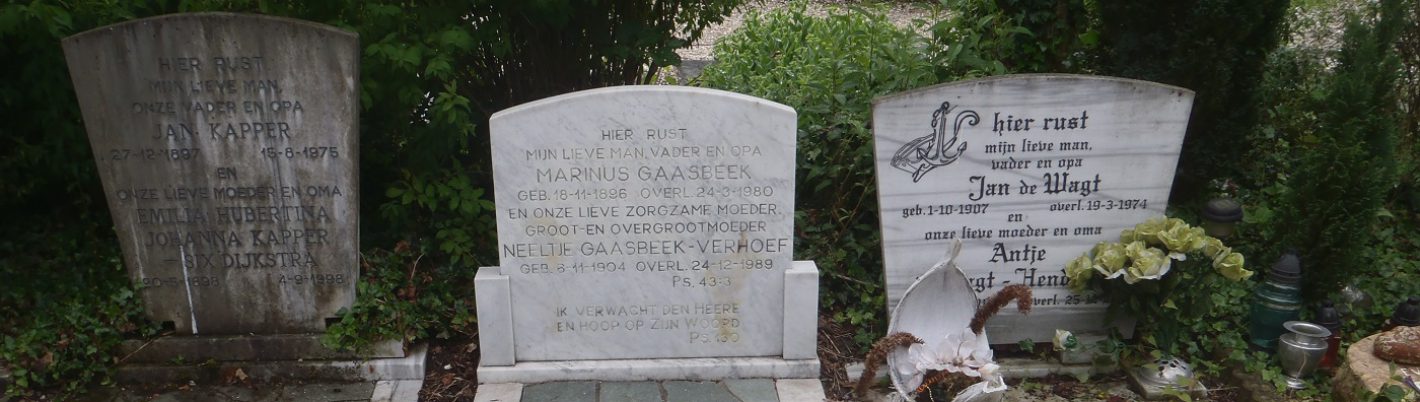 HIER RUST
MIJN LIEVE MAN,
ONZE VADER EN OPA
JAN KAPPER
27-12-1897 15-8-1975
EN
ONZE LIEVE MOEDER EN OMA
EMILIA HUBERTINA
JOHANNA KAPPER
- SIX DIJKSTRA
4-9-1998
HIER RUST
MIJN LIEVE MAN, VADER EN OPA
MARINUS GAASBEEK
GEB. 18-11-1896 OVERL. 24-3-1980
EN ONZE LIEVE ZORGZAME MOEDER,
GROOT- EN OVERGROOTMOEDER
NEELTJE GAASBEEK-VERHOEF
GEB. 6-11-1904 OVERL. 24-12-1989
Ps. 43:3
IK VERWACHT DEN HEERE
EN HOOP OP ZIJN WOORD
Ps. 130
hier rust
mijn lieve man,
vader en opa
Jan de Wagt
geb. 1-10-1907 overl. 19-3-1974
en
onze lieve moeder en oma
Antje
overl.